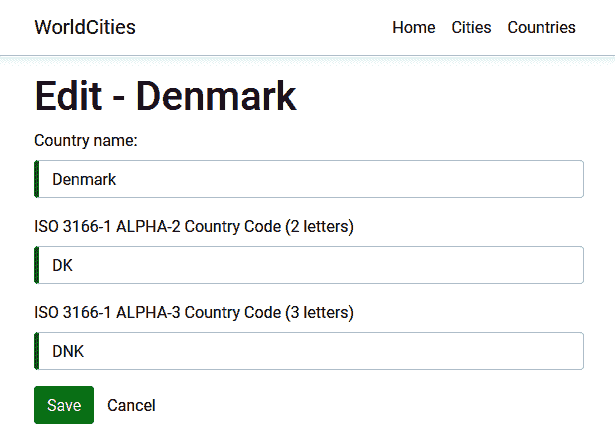 WorldCities Home Cities Countries
Edit - Denmark
Country name:
Denmark
ISO 3166-1 ALPHA-2 Country Code (2 letters)
DK
ISO 3166-1 ALPHA-3 Country Code (3 letters)
DNK
Save Cancel